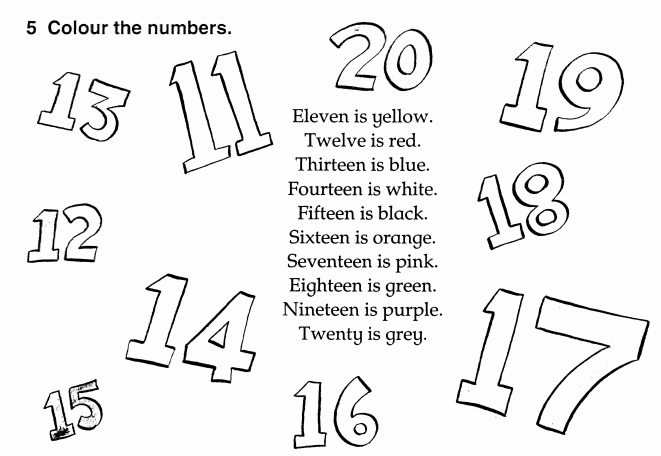 5 Colour the numbers.
13
11
20
19
Eleven is yellow.
Twelve is red.
Thirteen is blue.
Fourteen is white.
Fifteen is black.
Sixteen is orange.
Seventeen is pink.
Eighteen is green.
Nineteen is purple.
Twenty is grey.
18
12
14
17
15
16